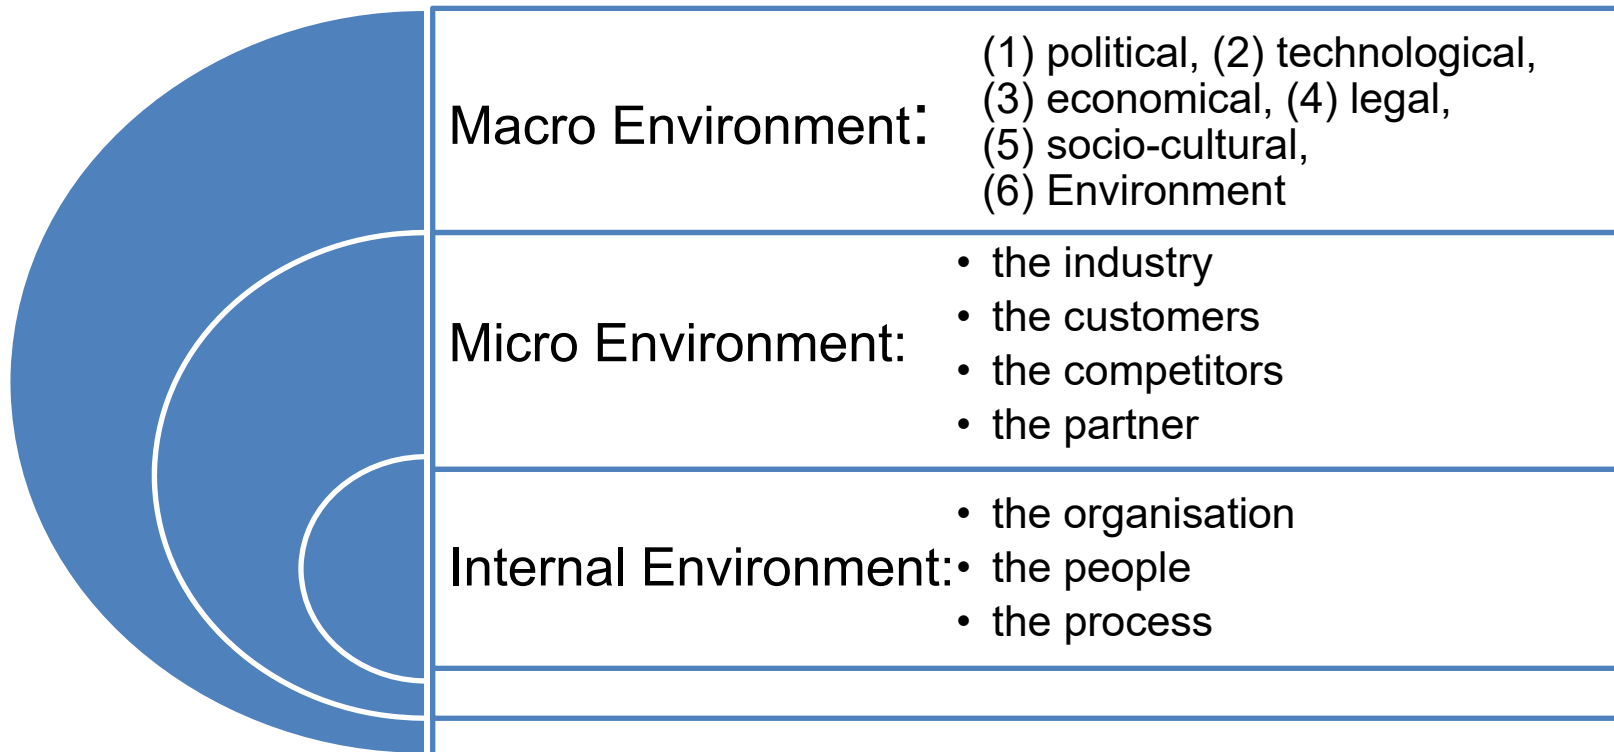 Macro Environment:
(1) political, (2) technological,
(3) economical, (4) legal,
(5) socio-cultural,
(6) Environment
Micro Environment:
• the industry
• the customers
• the competitors
• the partner
Internal Environment:
• the organisation
• the people
• the process